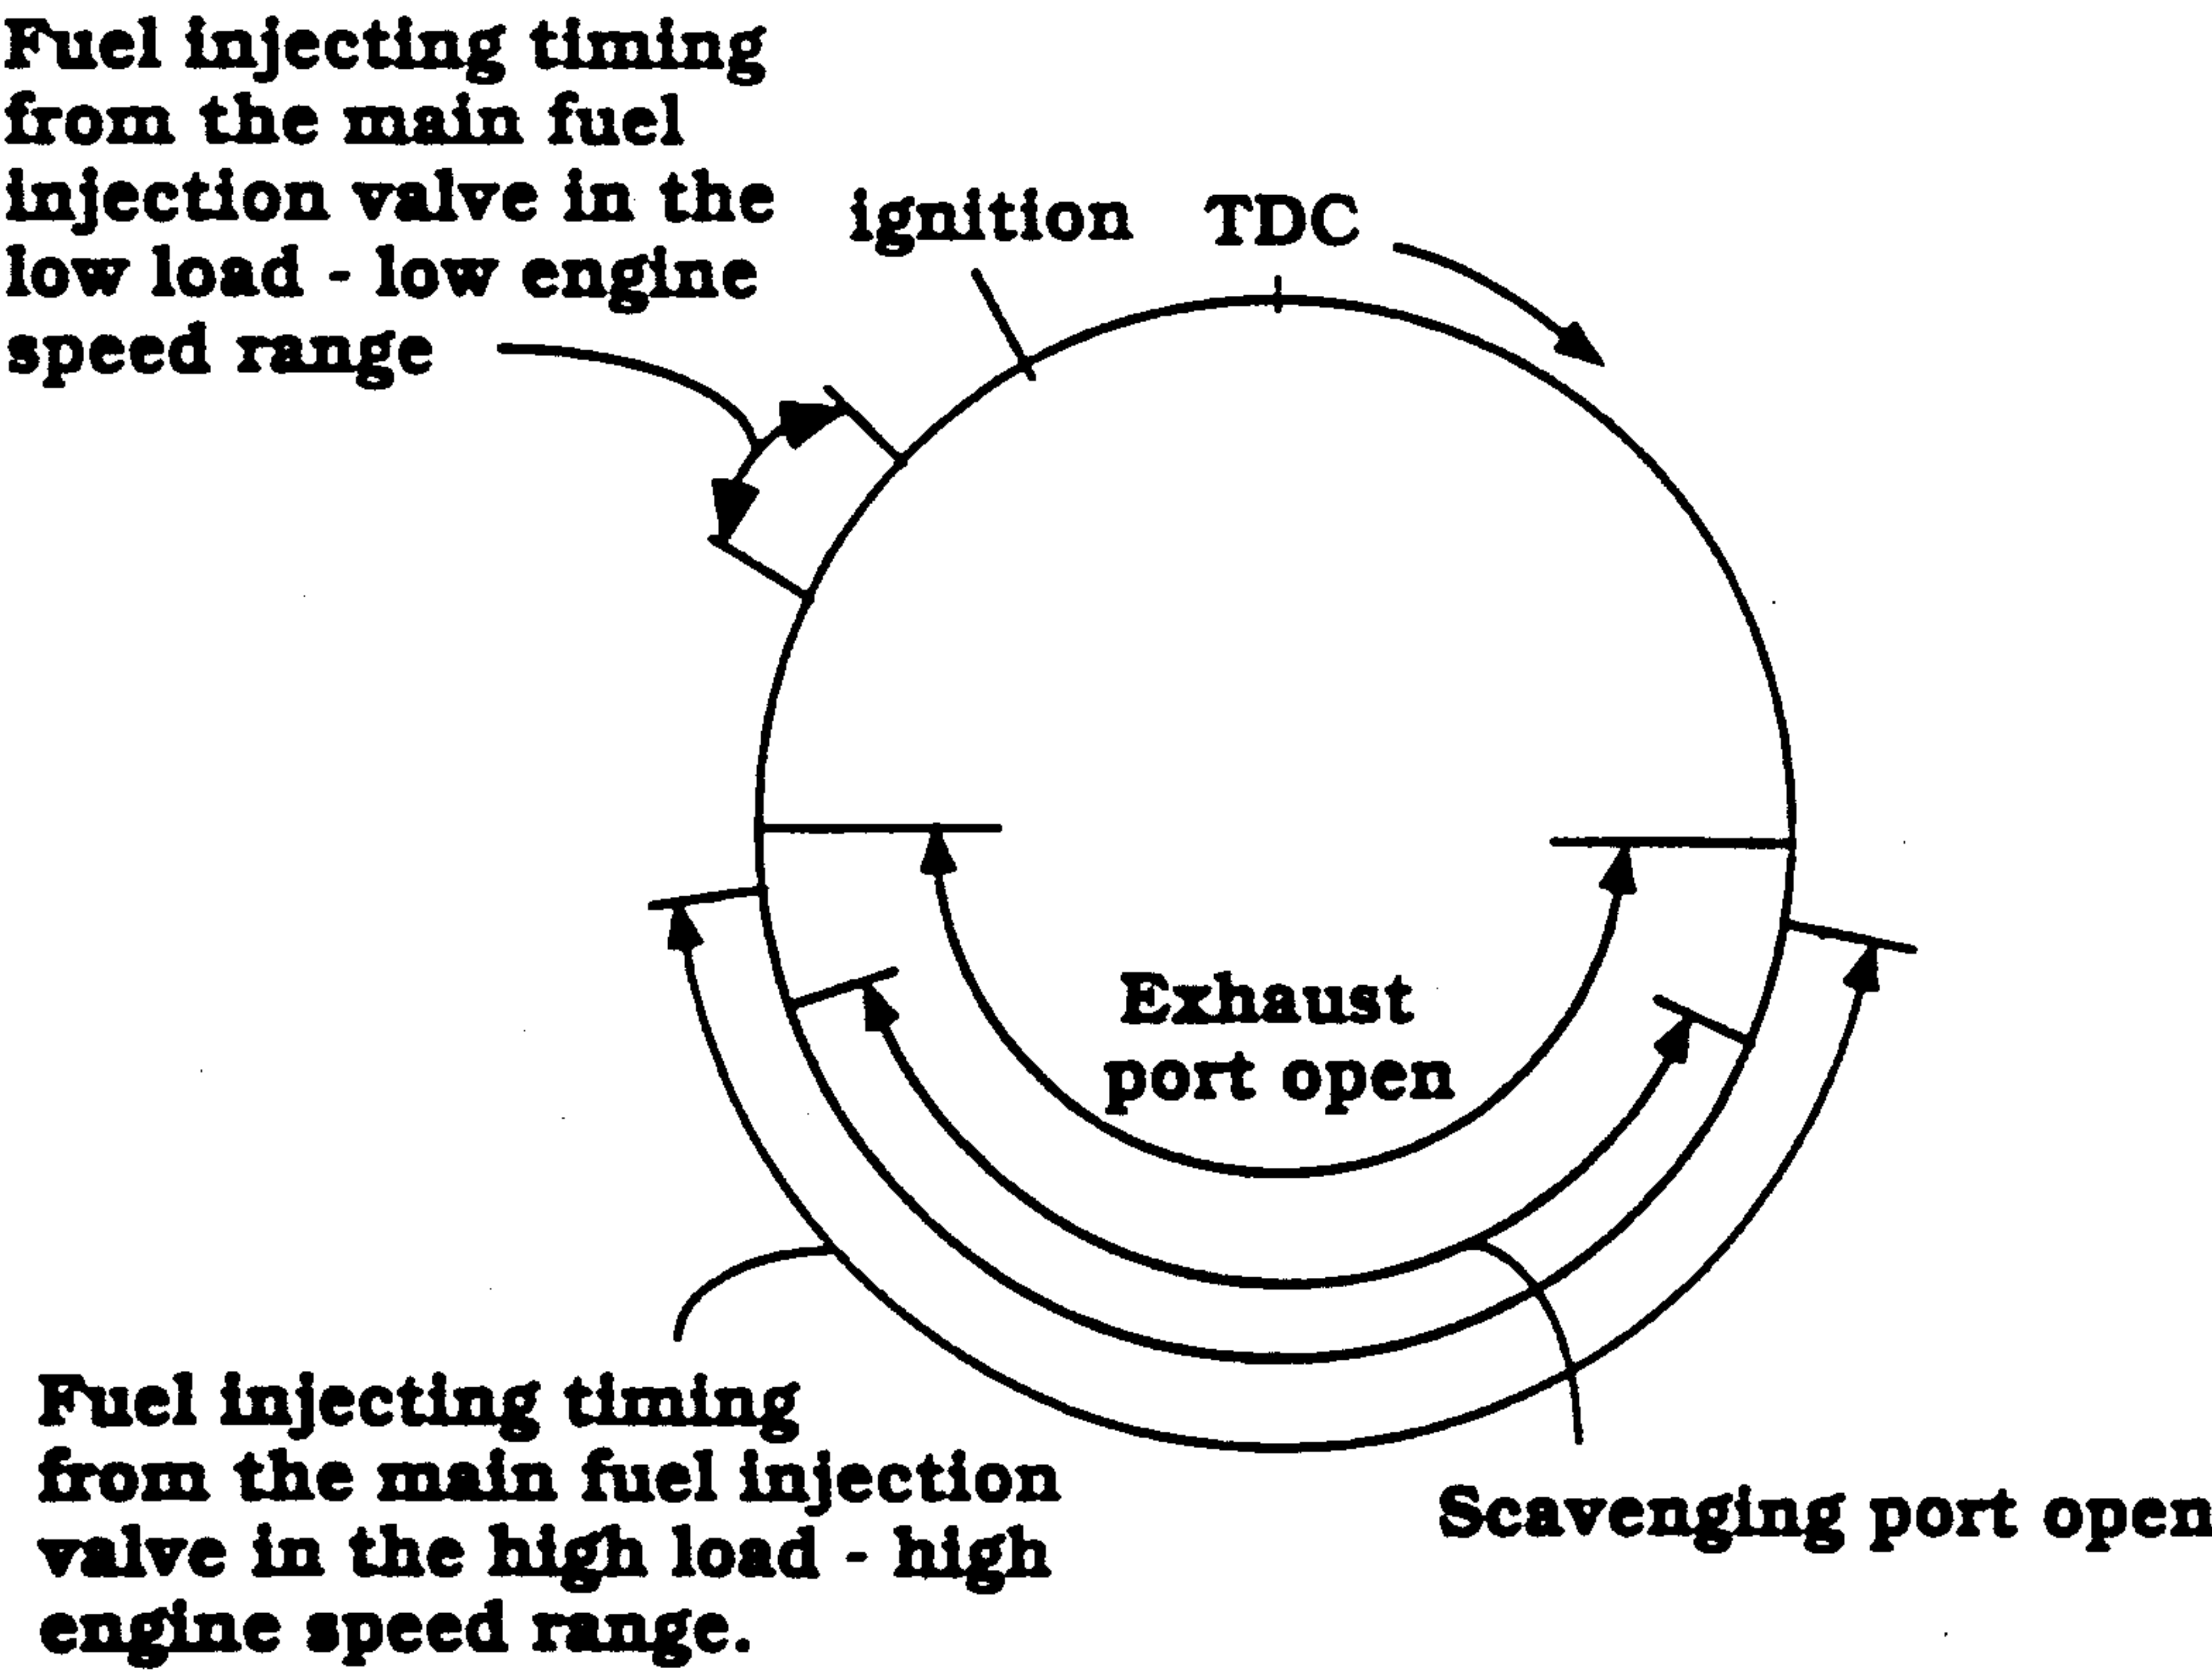 Fuel injecting timing
from the main fuel
injection valve in the
low load - low engine
speed range
ignition TDC
Exhaust
port open
Fuel injecting timing
from the main fuel injection
valve in the high load - high
engine speed range.
Scavenging port open